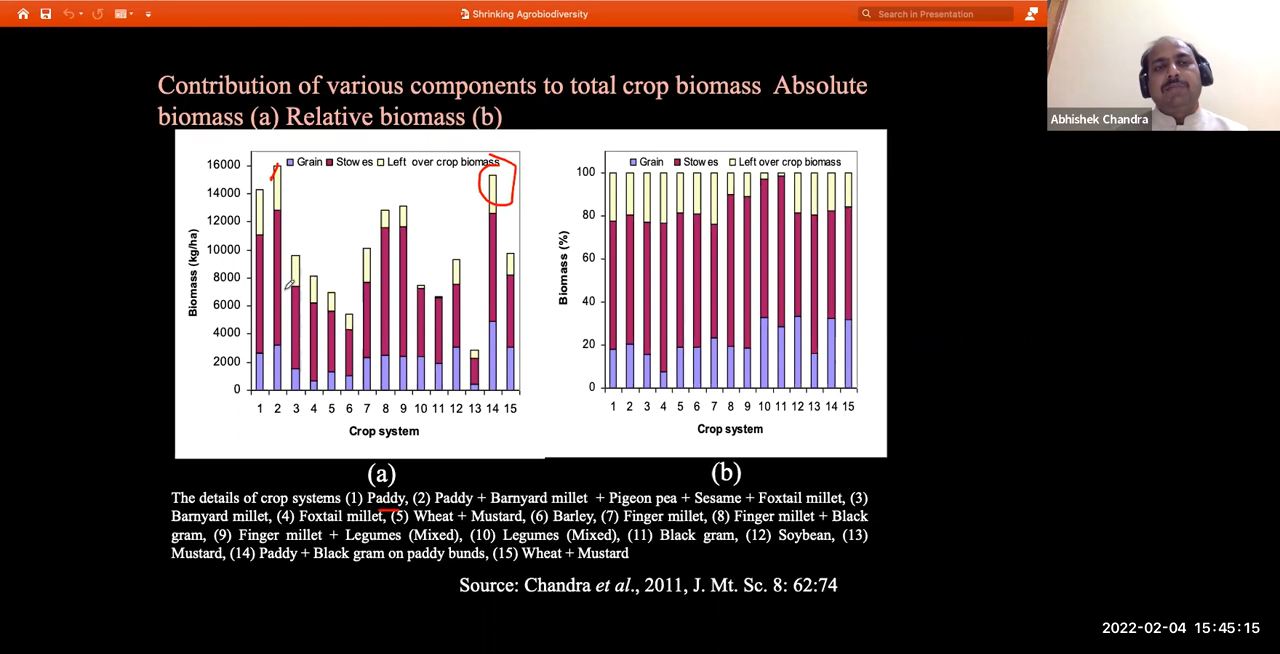 Shrinking Agrobiodiversity
Search in Presentation
Abhishek Chandra
Contribution of various components to total crop biomass Absolute
biomass (a) Relative biomass (b)
Grain Stow es Left over crop biomass
16000
14000
12000
10000
8000
6000
4000
2000
0
Biomass (kg/ha)
1 2 3 4 5 6 7 8 9 10 11 12 13 14 15
Crop system
(a)
Grain Stow es Left over crop biomass
100
80
60
40
20
0
Biomass (%)
1 2 3 4 5 6 7 8 9 10 11 12 13 14 15
Crop system
(b)
The details of crop systems (1) Paddy, (2) Paddy + Barnyard millet + Pigeon pea + Sesame + Foxtail millet, (3)
Barnyard millet, (4) Foxtail millet, (5) Wheat + Mustard, (6) Barley, (7) Finger millet, (8) Finger millet + Black
gram, (9) Finger millet + Legumes (Mixed), (10) Legumes (Mixed), (11) Black gram, (12) Soybean, (13)
Mustard, (14) Paddy + Black gram on paddy bunds, (15) Wheat + Mustard
Source: Chandra et al., 2011, J. Mt. Sc. 8: 62:74
2022-02-04 15:45:15